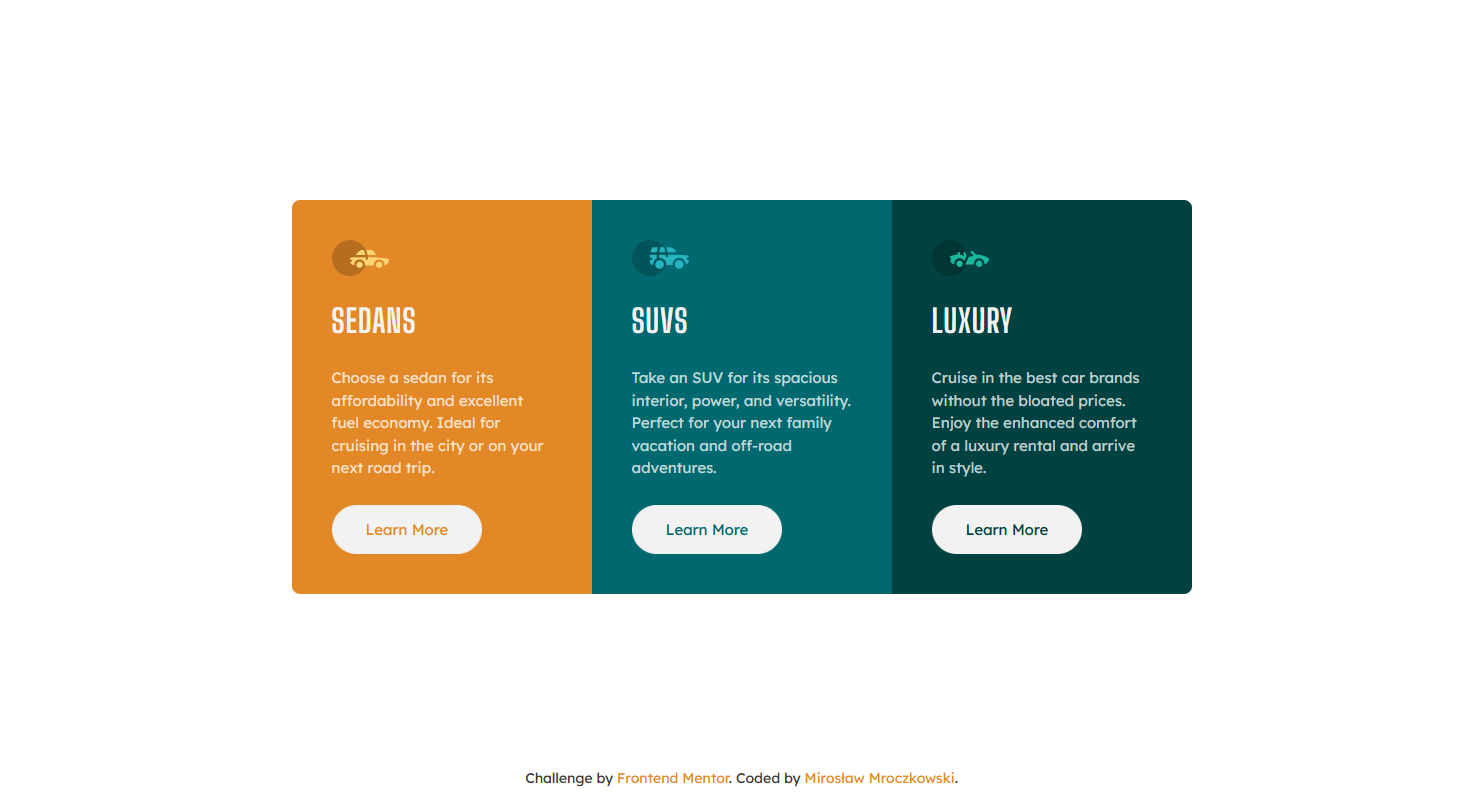 SEDANS
Choose a sedan for its
affordability and excellent
fuel economy. Ideal for
cruising in the city or on your
next road trip.
Learn More
SUVS
Take an SUV for its spacious
interior, power, and versatility.
Perfect for your next family
vacation and off-road
adventures.
Learn More
LUXURY
Cruise in the best car brands
without the bloated prices.
Enjoy the enhanced comfort
of a luxury rental and arrive
in style.
Learn More
Challenge by Frontend Mentor. Coded by Mirosław Mroczkowski.